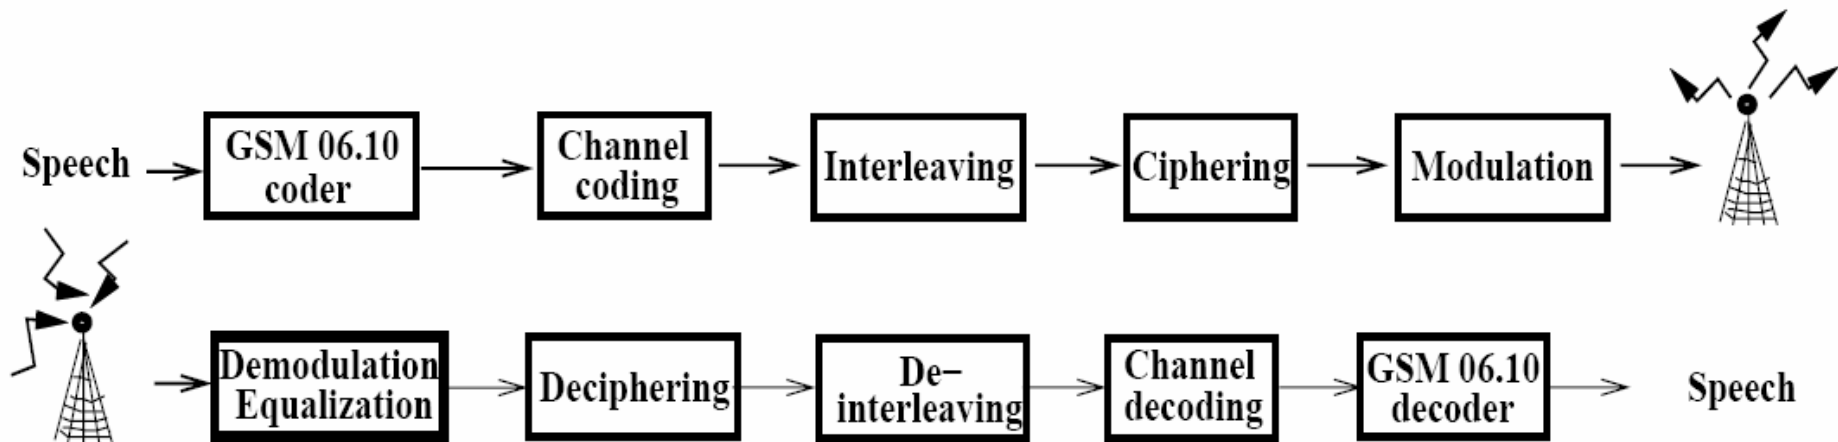 Speech
GSM 06.10
coder
Channel
coding
Interleaving
Ciphering
Modulation
Demodulation
Equalization
Deciphering
De–
interleaving
Channel
decoding
GSM 06.10
decoder
Speech